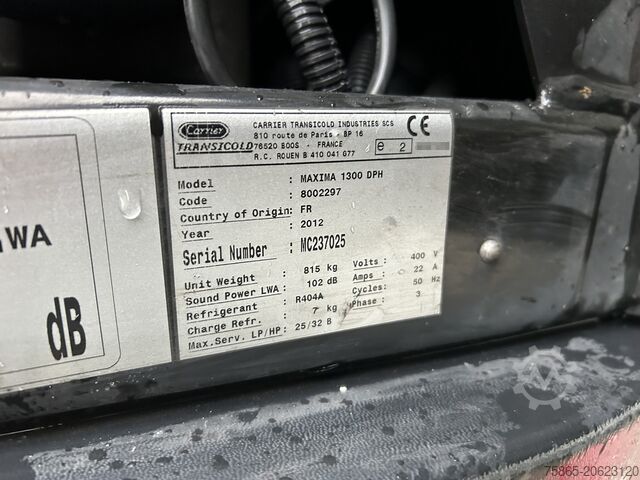 Carrier
TRANSICOLD
CARRIER TRANSICOLD INDUSTRIES SCS
810 route de Paris - BP 16
76520 BOOS - FRANCE
R.C. ROUEN B 410 041 077
CE
e 2
Model : MAXIMA 1300 DPH
Code : 8002297
Country of Origin: FR
Year : 2012
Serial Number : MC237025
Unit Weight : 815 kg Volts : 400 V
Sound Power LWA : 102 dB Amps : 22 A
Refrigerant : R404A Cycles: 50 Hz
Charge Refr. : 7 kg Phase : 3
Max.Serv. LP/HP: 25/32 B
WA
dB
75865-20623120